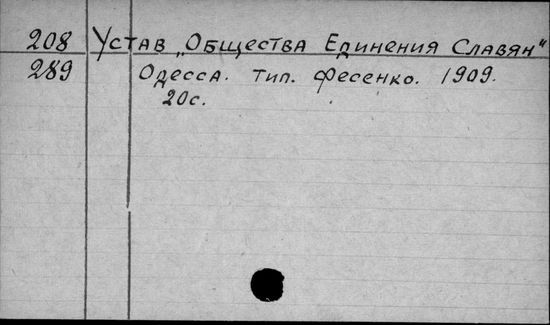 208 Устав „Общества Единения Славян"
289 Одесса. тип. Фесенко. 1909.
20с.